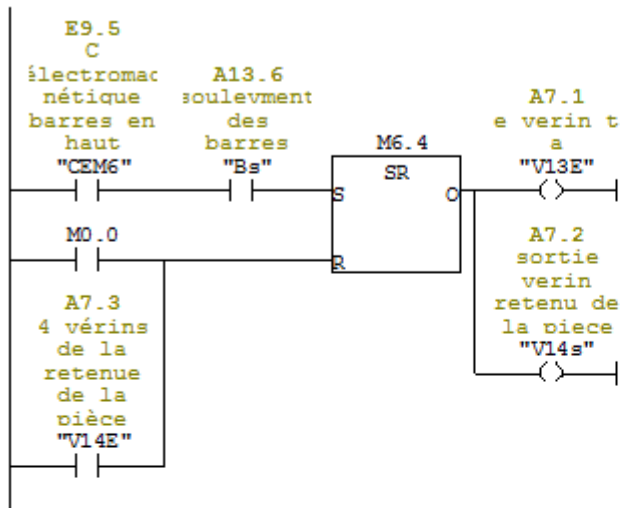 E9.5
C
électromac
nétique
barres en
haut
"CEM6"
A13.6
soulevment
des
barres
"Bs"
M6.4
SR
S
O
R
A7.1
e verin t
a
"V13E"
M0.0
A7.2
sortie
verin
retenu de
la piece
"V14s"
A7.3
4 vérins
de la
retenue
de la
pièce
"V14E"